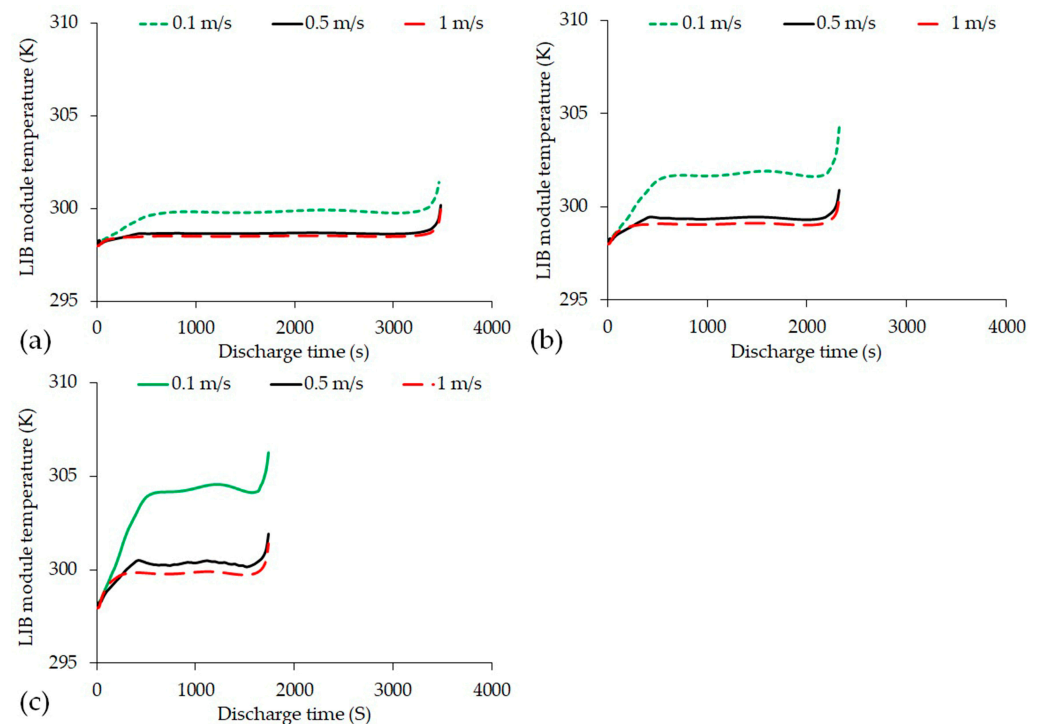 0.1 m/s 0.5 m/s 1 m/s
LIB module temperature (K)
310
305
300
295
0 1000 2000 3000 4000
Discharge time (s)
(a)
0.1 m/s 0.5 m/s 1 m/s
LIB module temperature (K)
310
305
300
295
0 1000 2000 3000 4000
Discharge time (s)
(b)
0.1 m/s 0.5 m/s 1 m/s
LIB module temperature (K)
310
305
300
295
0 1000 2000 3000 4000
Discharge time (S)
(c)